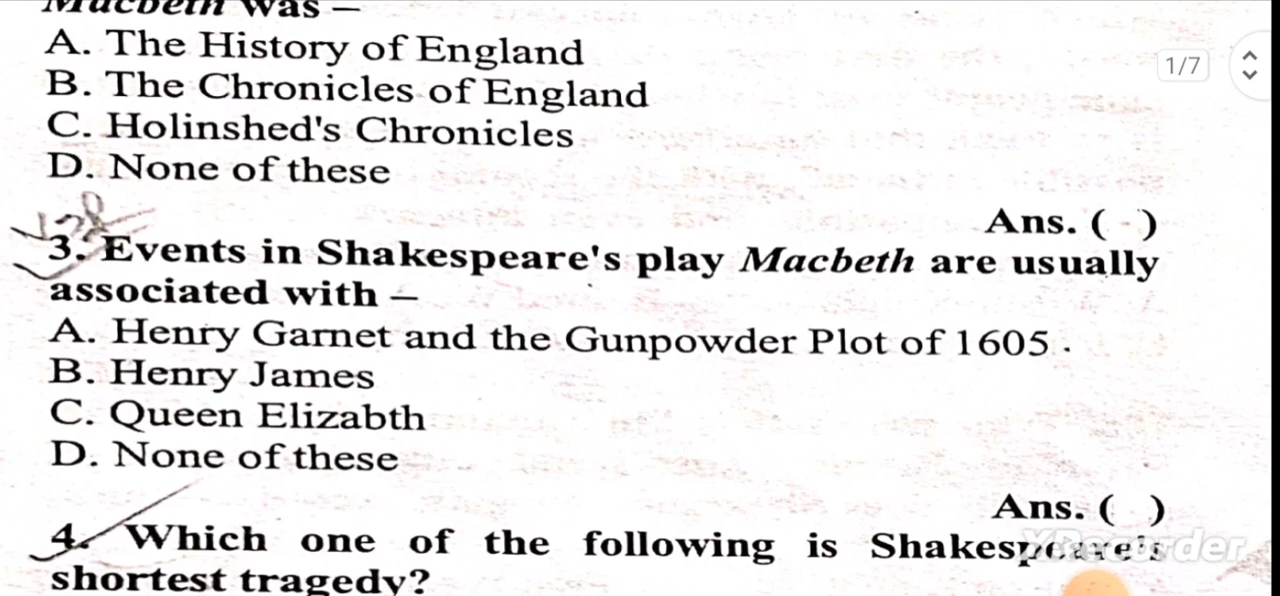 Macbeth was –
A. The History of England
B. The Chronicles of England
1/7
C. Holinshed's Chronicles
D. None of these
Ans. ( )
3. Events in Shakespeare's play Macbeth are usually
associated with –
A. Henry Garnet and the Gunpowder Plot of 1605
B. Henry James
C. Queen Elizabth
D. None of these
Ans. ( )
4. Which one of the following is Shakespeare's
XRecorder
shortest tragedy?